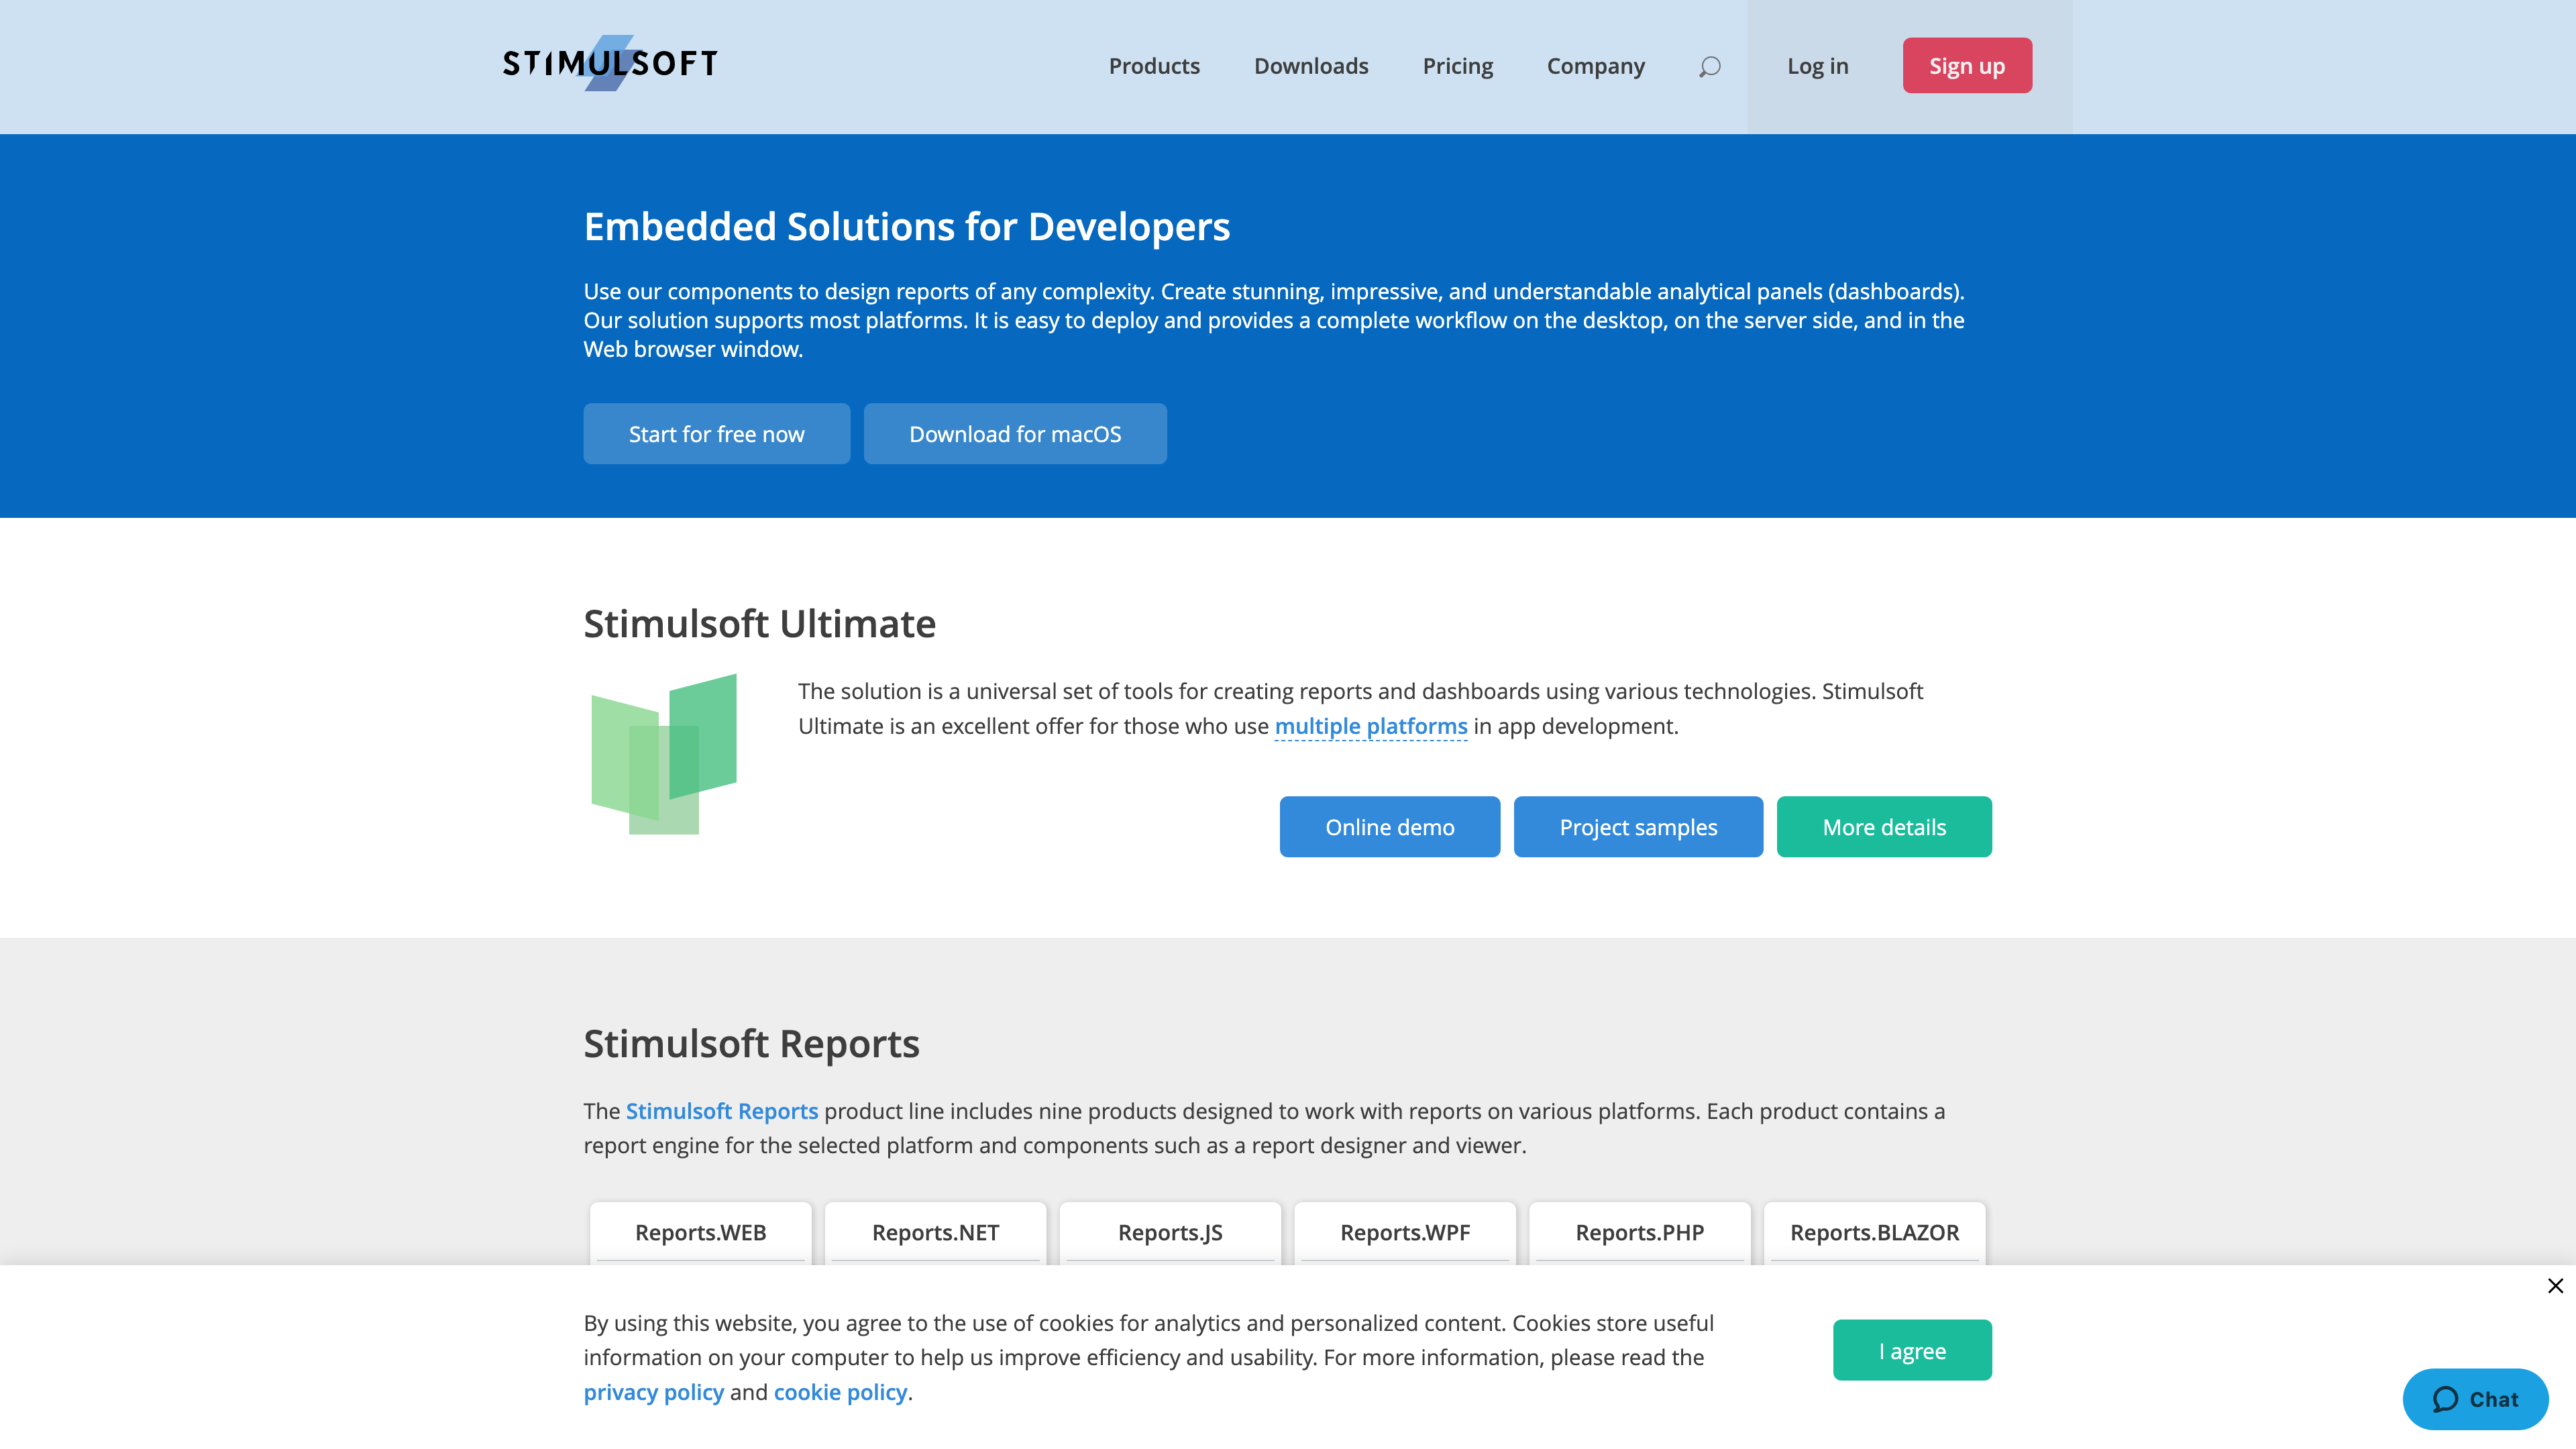 STIMULSOFT
Products Downloads Pricing Company Log in Sign up
Embedded Solutions for Developers
Use our components to design reports of any complexity. Create stunning, impressive, and understandable analytical panels (dashboards).
Our solution supports most platforms. It is easy to deploy and provides a complete workflow on the desktop, on the server side, and in the
Web browser window.
Start for free now Download for macOS
Stimulsoft Ultimate
The solution is a universal set of tools for creating reports and dashboards using various technologies. Stimulsoft
Ultimate is an excellent offer for those who use multiple platforms in app development.
Online demo Project samples More details
Stimulsoft Reports
The Stimulsoft Reports product line includes nine products designed to work with reports on various platforms. Each product contains a
report engine for the selected platform and components such as a report designer and viewer.
Reports.WEB Reports.NET Reports.JS Reports.WPF Reports.PHP Reports.BLAZOR
By using this website, you agree to the use of cookies for analytics and personalized content. Cookies store useful
information on your computer to help us improve efficiency and usability. For more information, please read the
privacy policy and cookie policy.
I agree
Chat